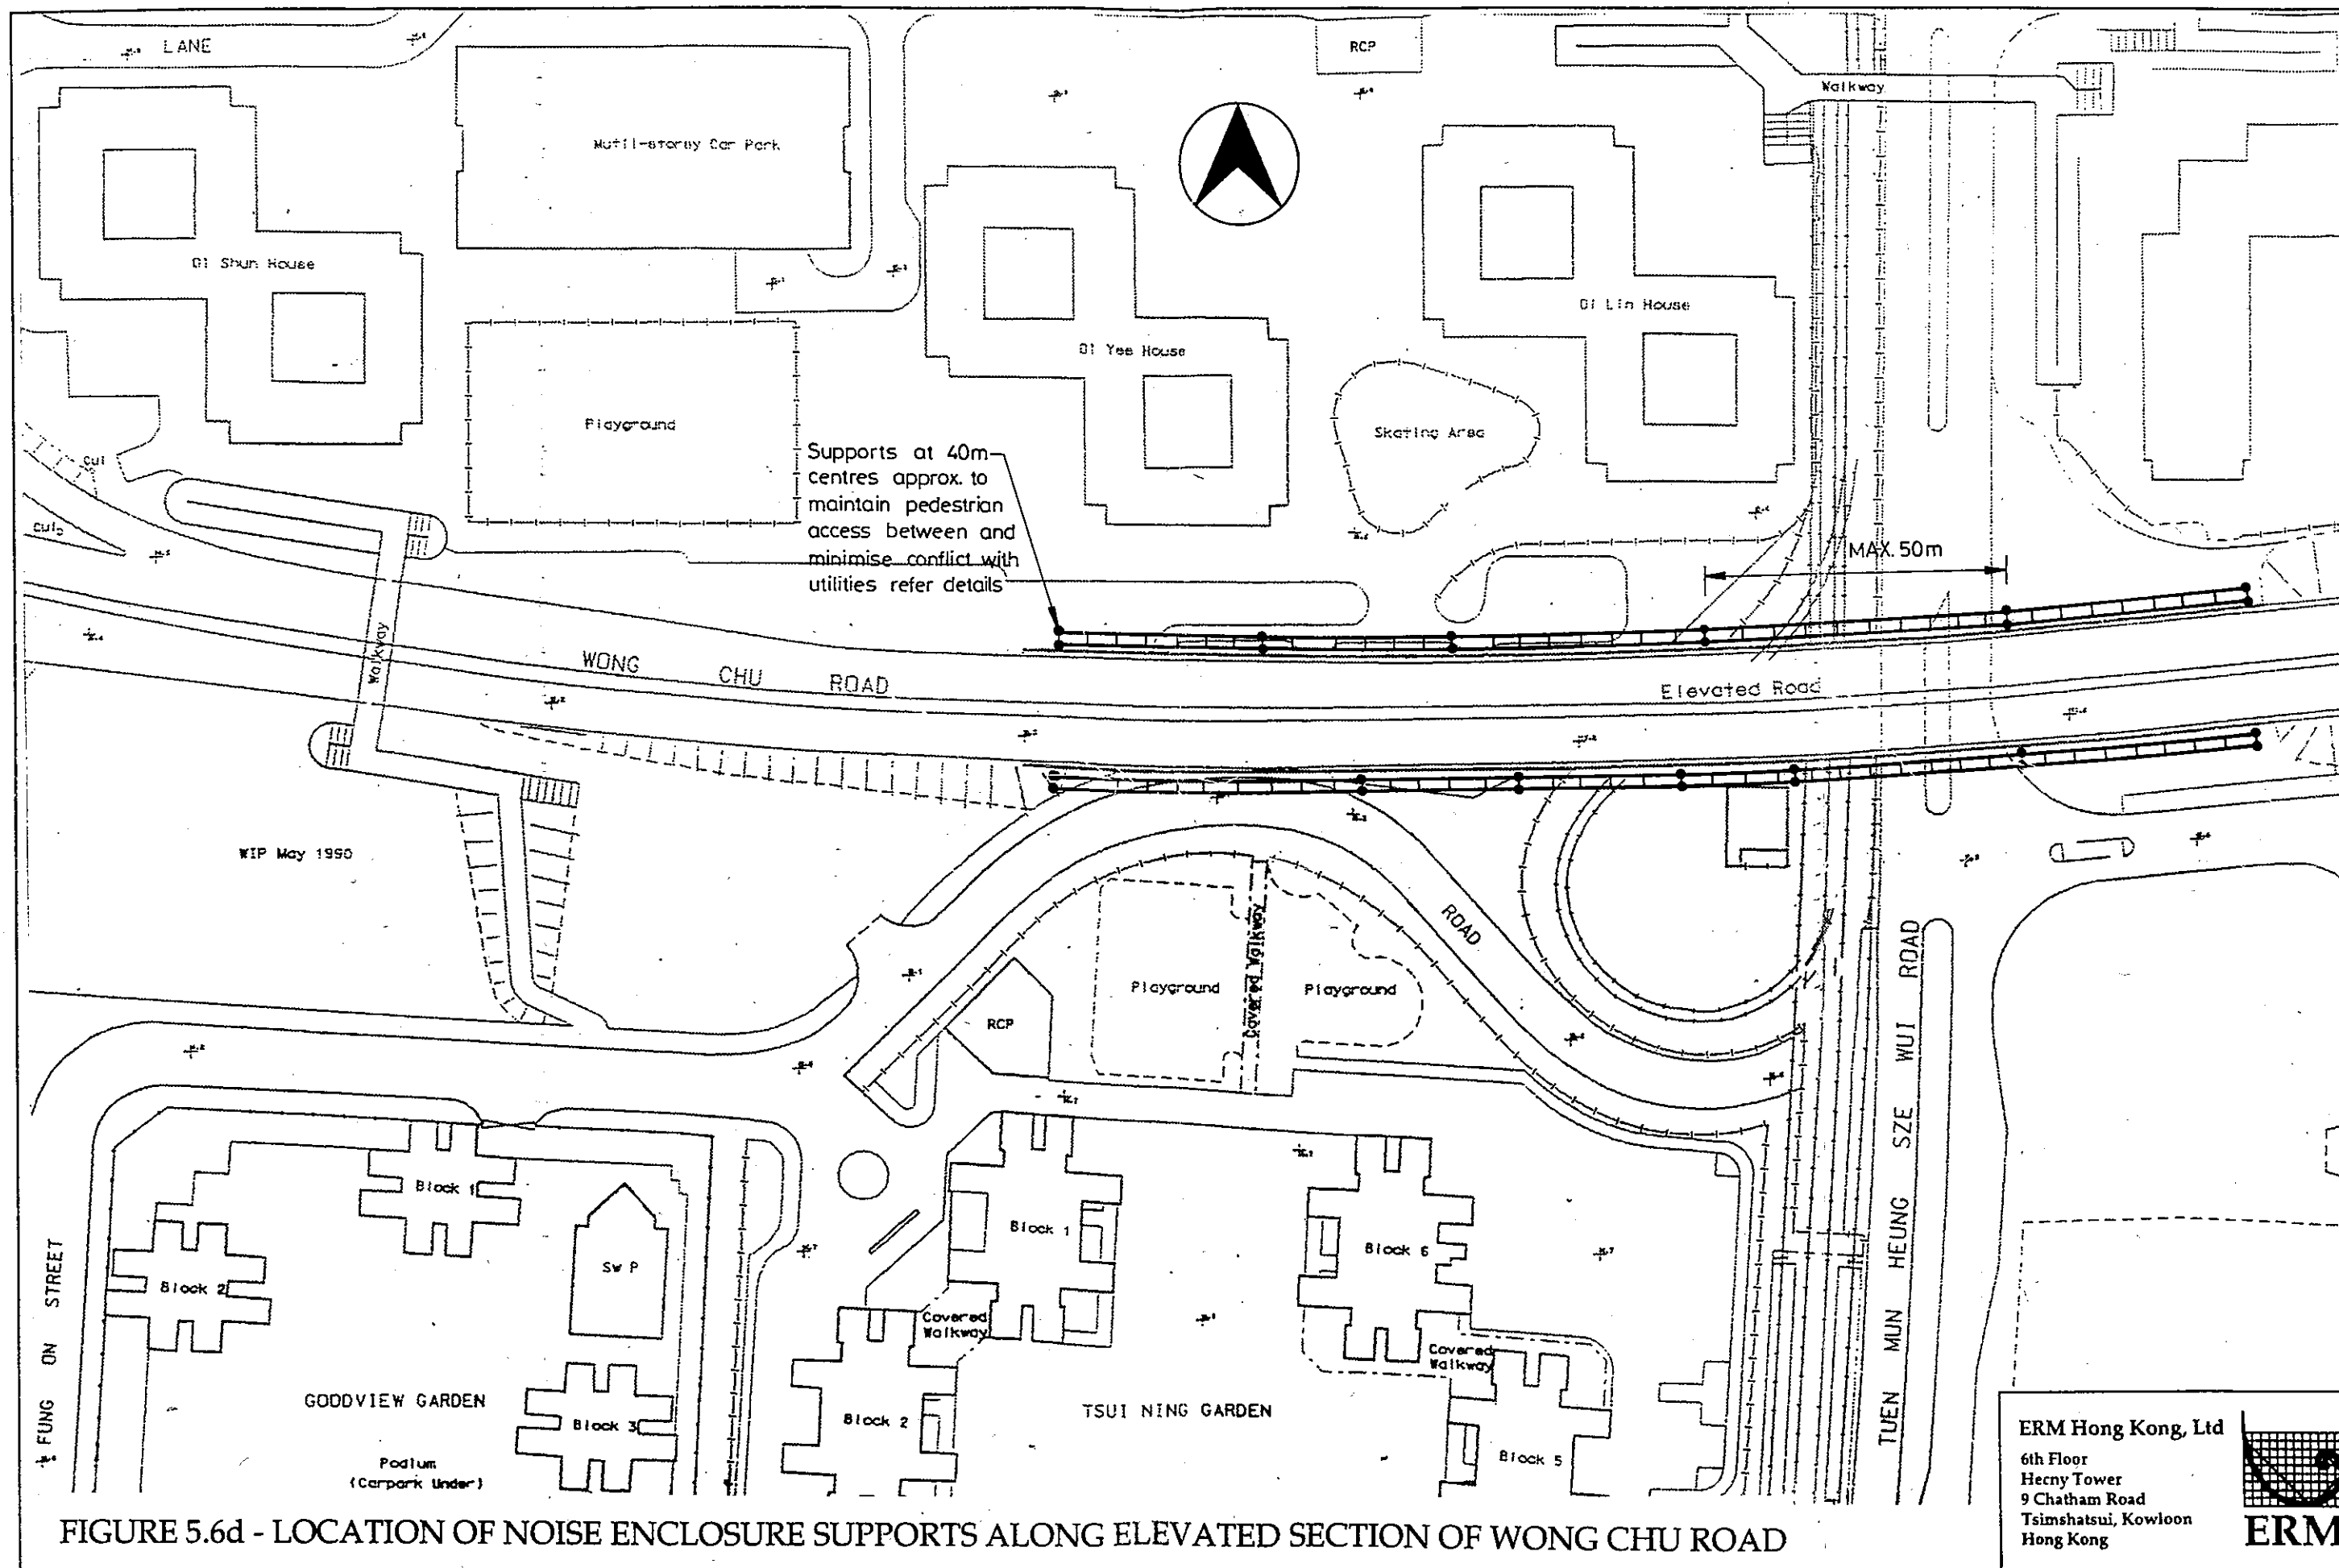 LANE
RCP
Walkway
Mutil-storey Car Park
Gi Shun House
Gi Lin House
Gi Yee House
Playground
Skating Area
Supports at 40m
centres approx. to
maintain pedestrian
access between and
minimise conflict with
utilities refer details
Cul
Cul
MAX. 50m
Walkway
WONG CHU ROAD
Elevated Road
WIP May 1990
ROAD
Covered Walkway
Playground
Playground
RCP
TUEN MUN HEUNG SZE WUI ROAD
FUNG ON STREET
Block 1
Block 2
Sw P
Block 3
GOODVIEW GARDEN
Podium
(Carpark Under)
Block 1
Covered
Walkway
Block 2
Block 6
Covered
Walkway
Block 5
TSUI NING GARDEN
ERM Hong Kong, Ltd
6th Floor
Hecny Tower
9 Chatham Road
Tsimshatsui, Kowloon
Hong Kong
ERM
FIGURE 5.6d - LOCATION OF NOISE ENCLOSURE SUPPORTS ALONG ELEVATED SECTION OF WONG CHU ROAD